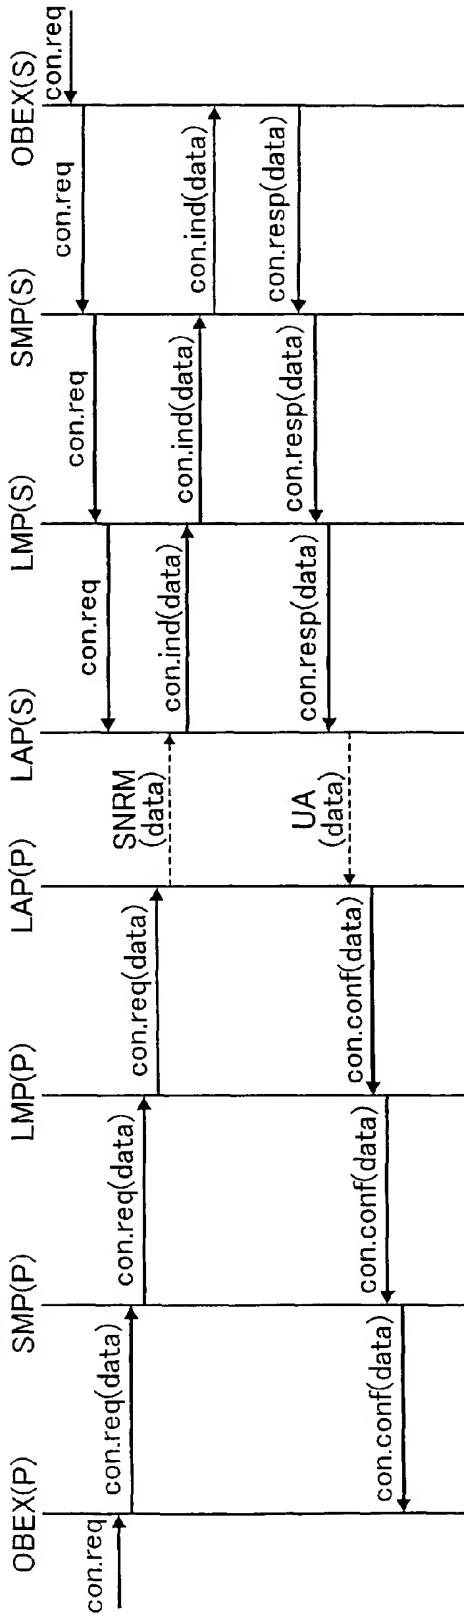 OBEX(P)
SMP(P)
LMP(P)
LAP(P)
LAP(S)
LMP(S)
SMP(S)
OBEX(S)
con.req
con.req
con.req
con.req
con.req
con.req(data)
con.req(data)
con.req(data)
SNRM
(data)
con.ind(data)
con.ind(data)
con.ind(data)
con.resp(data)
con.resp(data)
con.resp(data)
UA
(data)
con.conf(data)
con.conf(data)
con.conf(data)